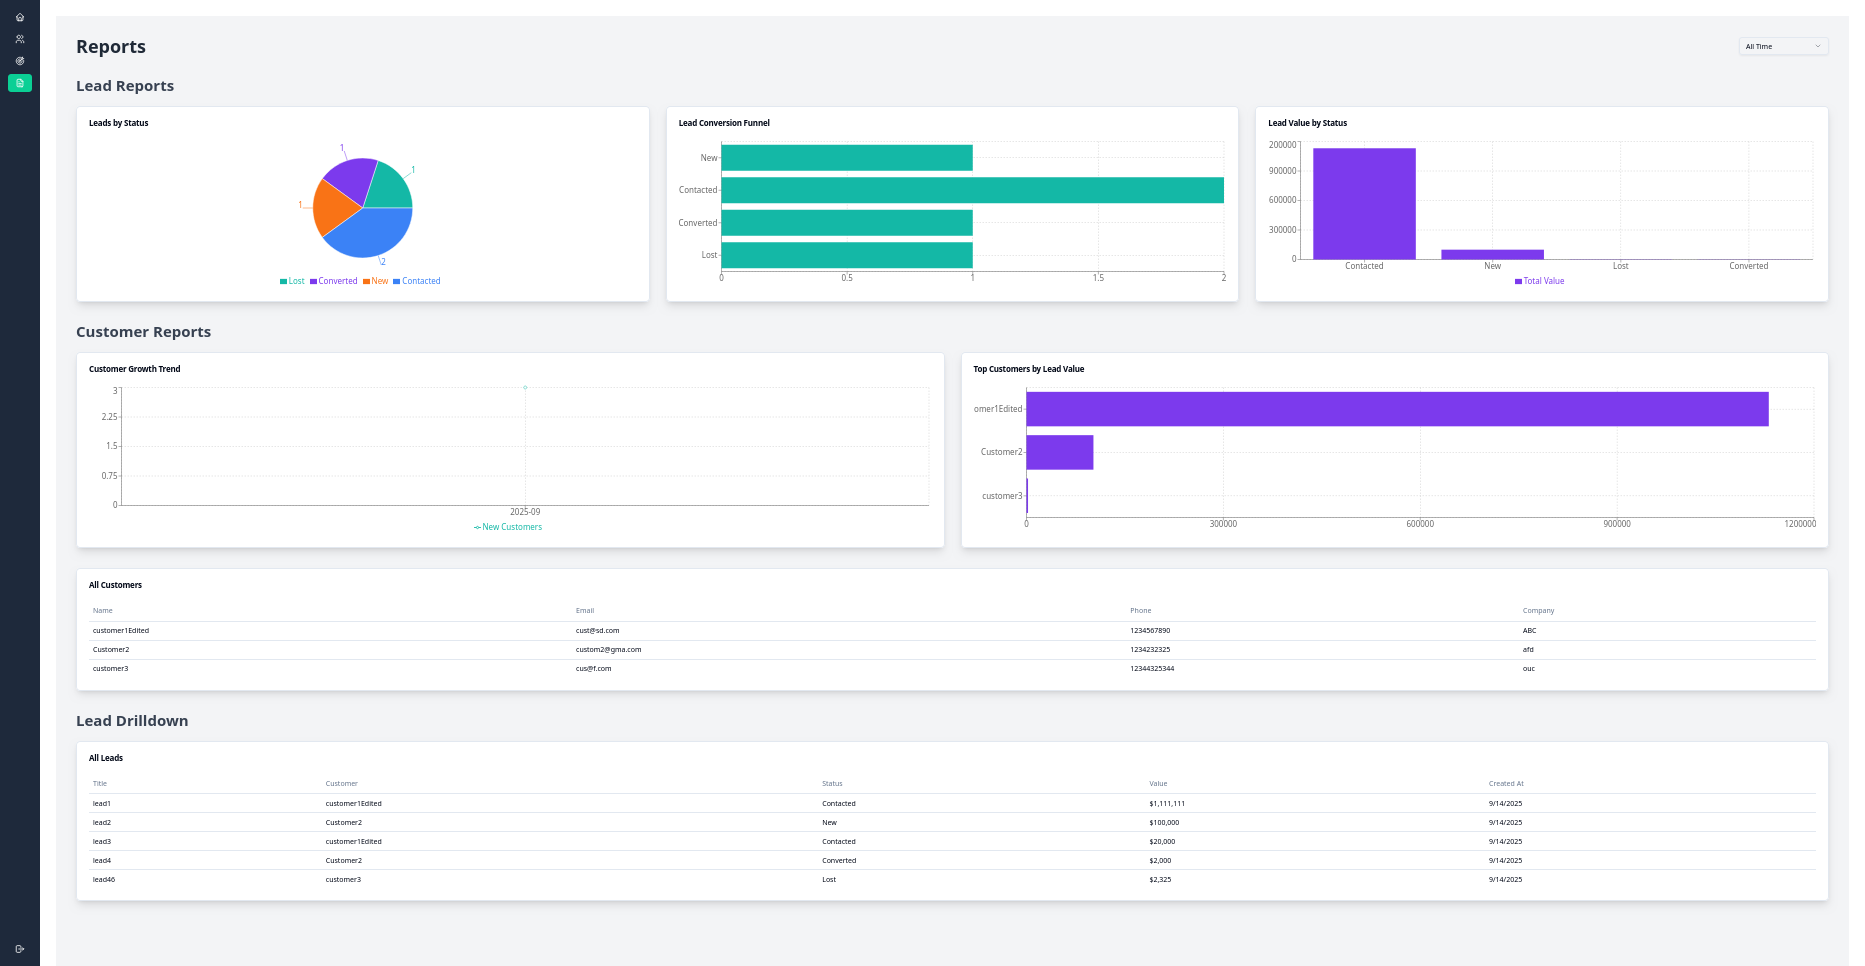 Reports
All Time
Lead Reports
Leads by Status
1
1
1
2
Lost Converted New Contacted
Lead Conversion Funnel
New
Contacted
Converted
Lost
0 0.5 1 1.5 2
Lead Value by Status
200000
900000
600000
300000
0
Contacted New Lost Converted
Total Value
Customer Reports
Customer Growth Trend
3
2.25
1.5
0.75
0
2025-09
New Customers
Top Customers by Lead Value
omer1Edited
Customer2
customer3
0 300000 600000 900000 1200000
All Customers
Name Email Phone Company
customer1Edited cust@sd.com 1234567890 ABC
Customer2 custom2@gma.com 1234232325 afd
customer3 cus@f.com 12344325344 ouc
Lead Drilldown
All Leads
Title Customer Status Value Created At
lead1 customer1Edited Contacted $1,111,111 9/14/2025
lead2 Customer2 New $100,000 9/14/2025
lead3 customer1Edited Contacted $20,000 9/14/2025
lead4 Customer2 Converted $2,000 9/14/2025
lead46 customer3 Lost $2,325 9/14/2025